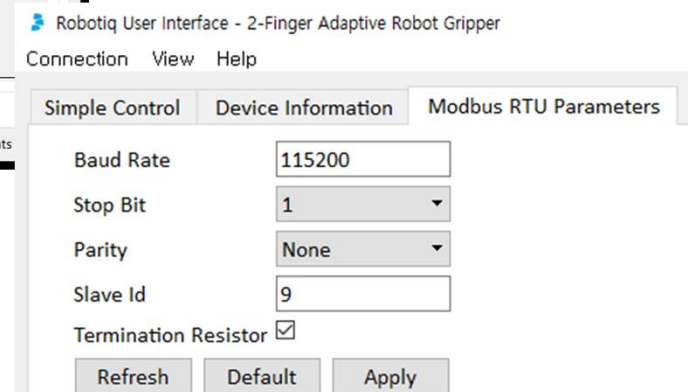 Robotiq User Interface - 2-Finger Adaptive Robot Gripper
Connection View Help
Simple Control Device Information Modbus RTU Parameters
ts
Baud Rate 115200
Stop Bit 1
Parity None
Slave Id 9
Termination Resistor
Refresh Default Apply